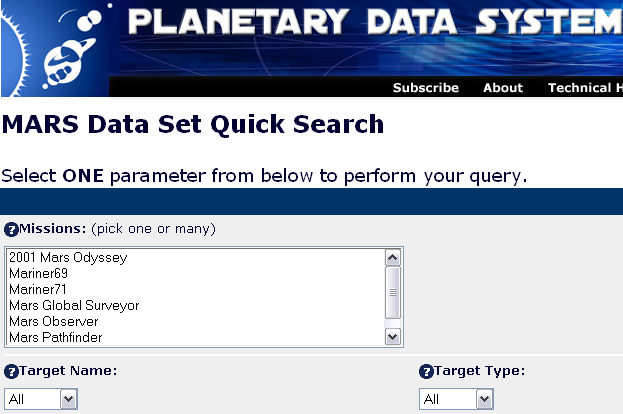 PLANETARY DATA SYSTEM
Subscribe About Technical H
MARS Data Set Quick Search
Select ONE parameter from below to perform your query.
?Missions: (pick one or many)
2001 Mars Odyssey
Mariner69
Mariner71
Mars Global Surveyor
Mars Observer
Mars Pathfinder
?Target Name: ?Target Type:
All All